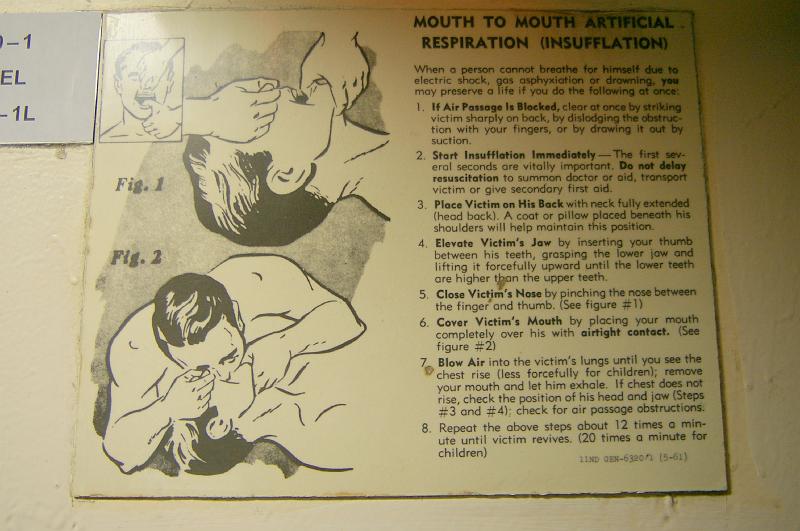 0-1
EL
-1L
MOUTH TO MOUTH ARTIFICIAL
RESPIRATION (INSUFFLATION)
When a person cannot breathe for himself due to
electric shock, gas asphyxiation or drowning, you
may preserve a life if you do the following at once:
1. If Air Passage Is Blocked, clear at once by striking
victim sharply on back, by dislodging the obstruc-
tion with your fingers, or by drawing it out by
suction.
2. Start Insufflation Immediately — The first sev-
eral seconds are vitally important. Do not delay
resuscitation to summon doctor or aid, transport
victim or give secondary first aid.
3. Place Victim on His Back with neck fully extended
(head back). A coat or pillow placed beneath his
shoulders will help maintain this position.
4. Elevate Victim's Jaw by inserting your thumb
between his teeth, grasping the lower jaw and
lifting it forcefully upward until the lower teeth
are higher than the upper teeth.
5. Close Victim's Nose by pinching the nose between
the finger and thumb. (See figure #1)
6. Cover Victim's Mouth by placing your mouth
completely over his with airtight contact. (See
figure #2)
7. Blow Air into the victim's lungs until you see the
chest rise (less forcefully for children); remove
your mouth and let him exhale. If chest does not
rise, check the position of his head and jaw (Steps
#3 and #4); check for air passage obstructions.
8. Repeat the above steps about 12 times a min-
ute until victim revives. (20 times a minute for
children)
11ND GEN-6320/1 (5-61)
Fig. 1
Fig. 2